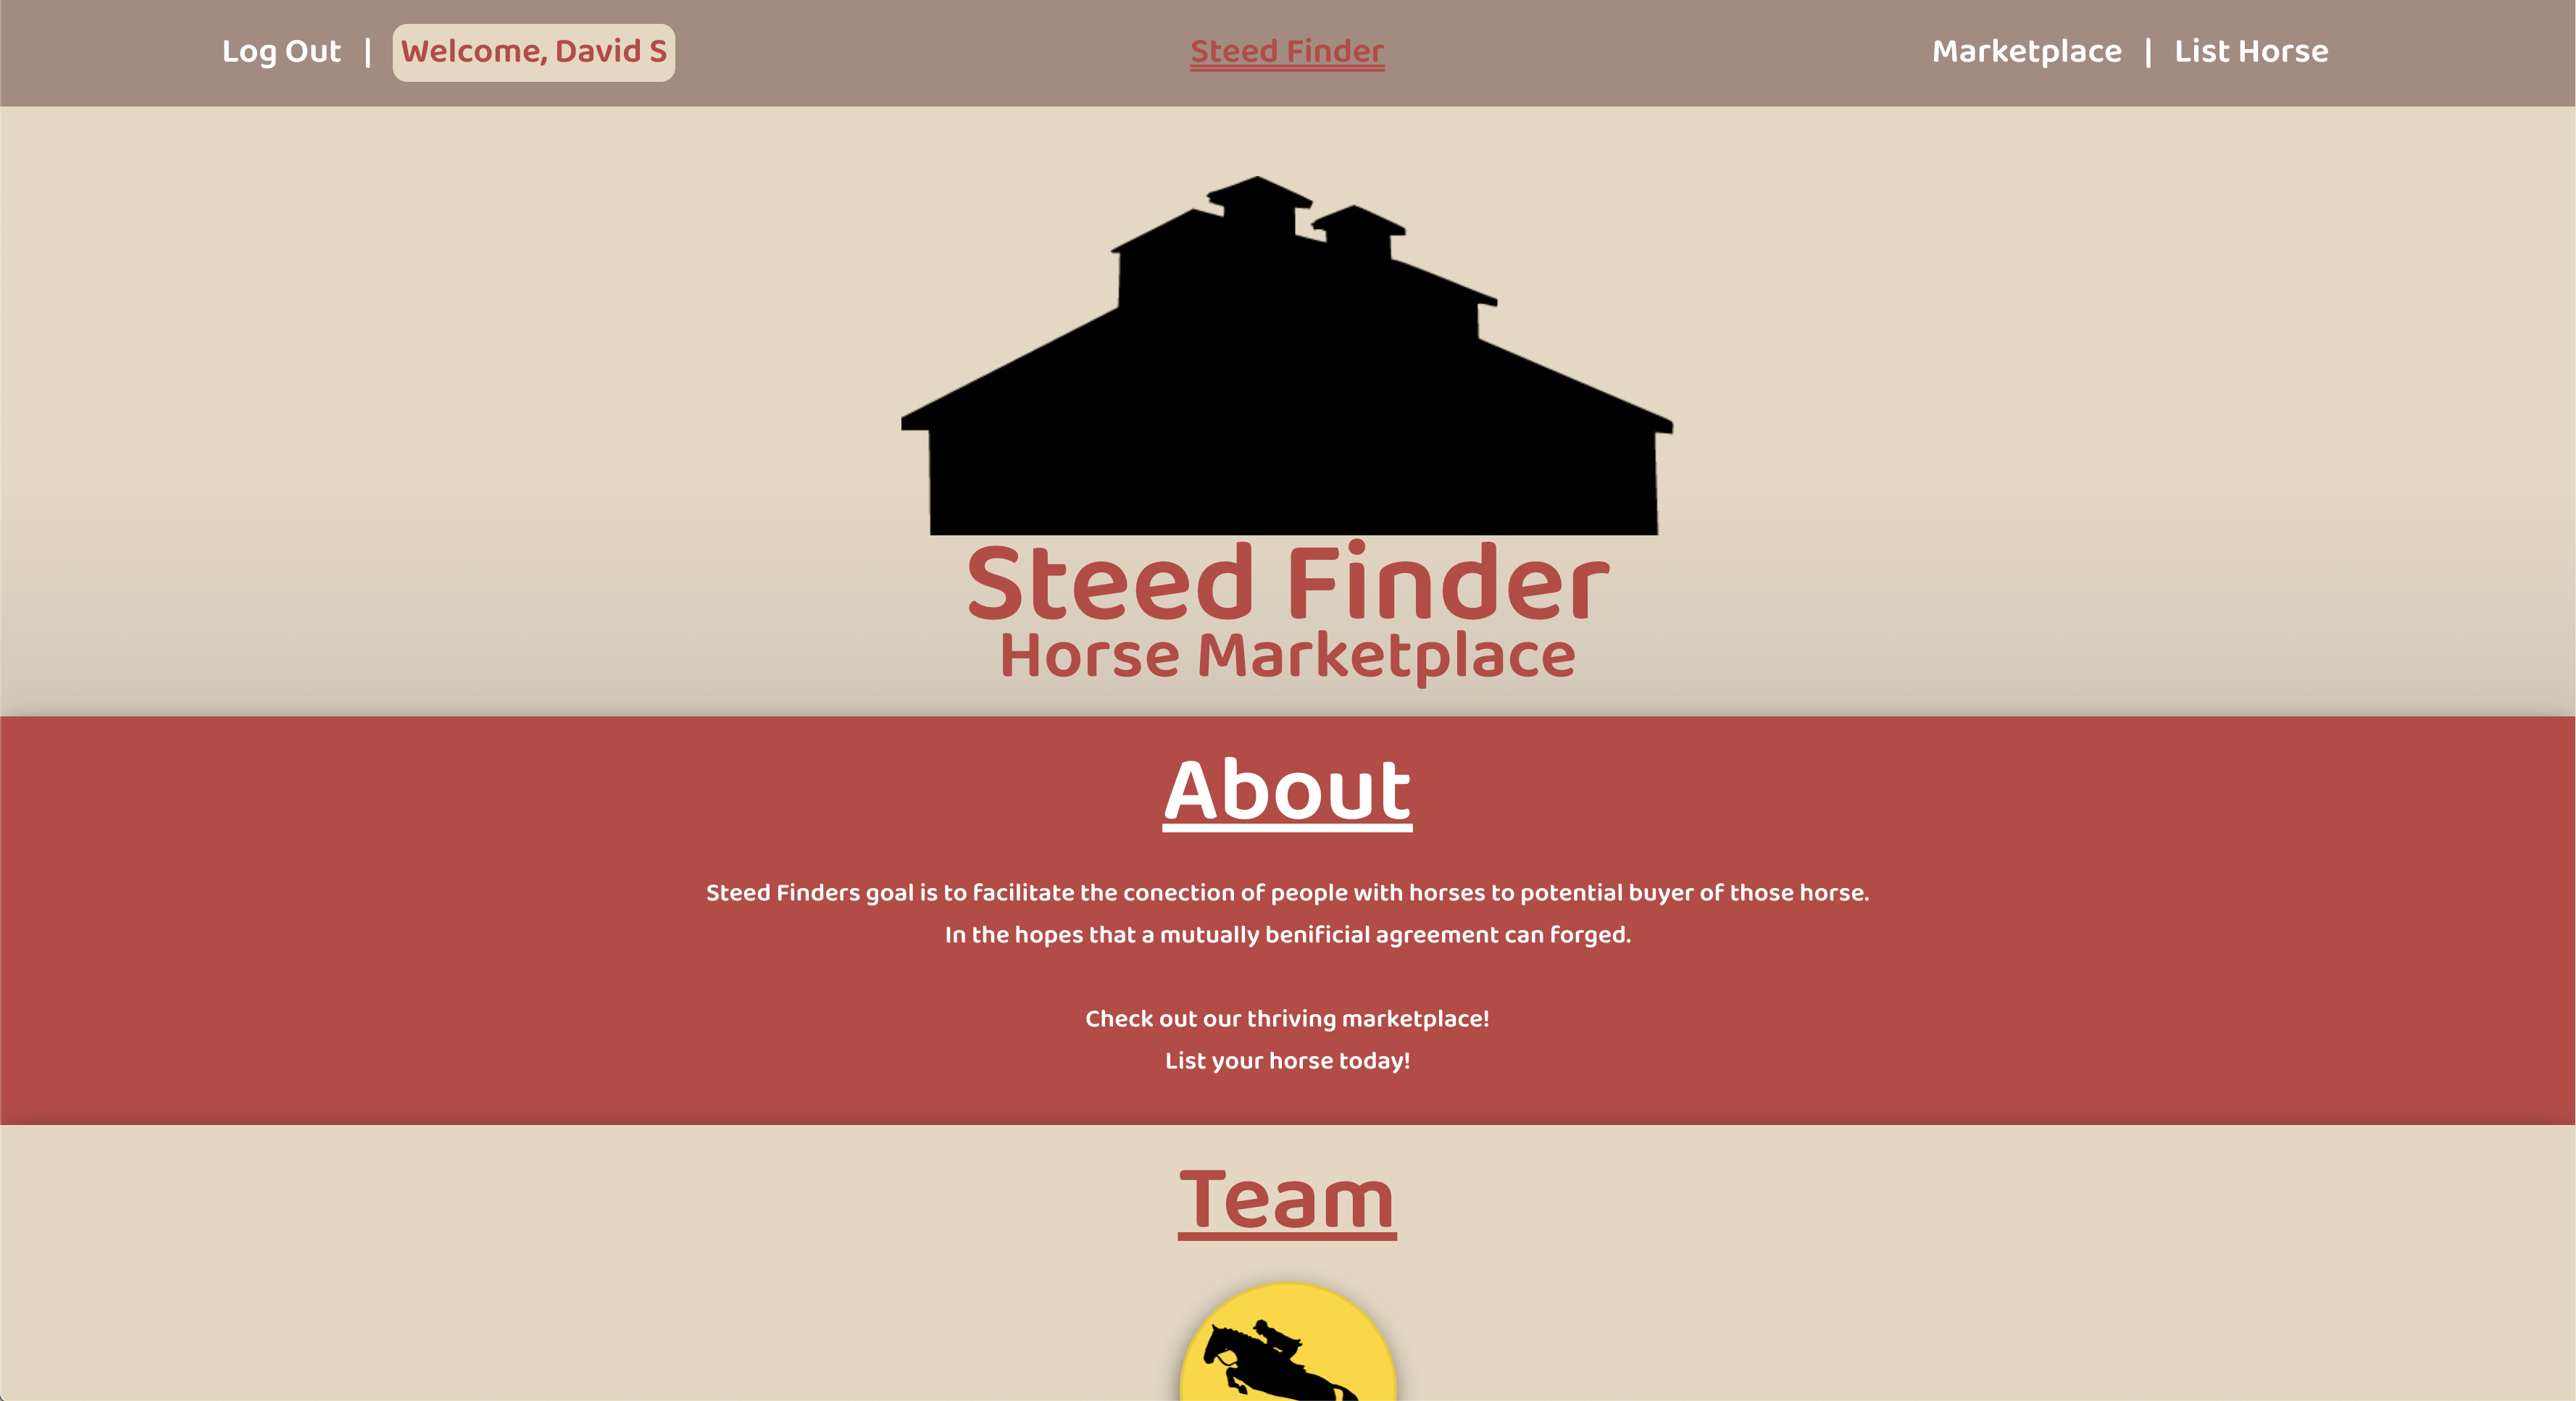 Log Out | Welcome, David S
Steed Finder
Marketplace | List Horse
Steed Finder
Horse Marketplace
About
Steed Finders goal is to facilitate the conection of people with horses to potential buyer of those horse.
In the hopes that a mutually benificial agreement can forged.
Check out our thriving marketplace!
List your horse today!
Team